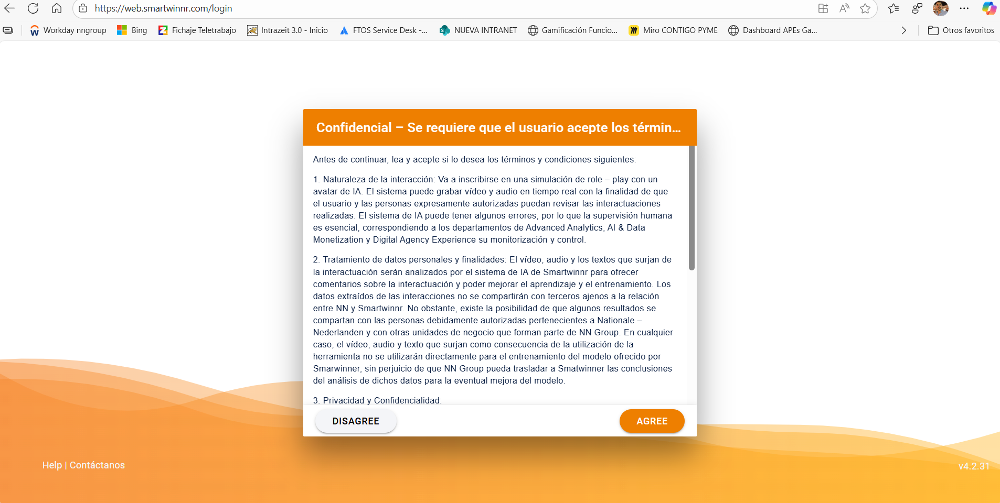 https://web.smartwinnr.com/login
Workday nngroup Bing Fichaje Teletrabajo Intrazeit 3.0 - Inicio FTOS Service Desk -... NUEVA INTRANET Gamificación Funcio... Miro CONTIGO PYME Dashboard APEs Ga... Otros favoritos
Confidencial – Se requiere que el usuario acepte los términ...
Antes de continuar, lea y acepte si lo desea los términos y condiciones siguientes:
1. Naturaleza de la interacción: Va a inscribirse en una simulación de role – play con un
avatar de IA. El sistema puede grabar vídeo y audio en tiempo real con la finalidad de que
el usuario y las personas expresamente autorizadas puedan revisar las interactuaciones
realizadas. El sistema de IA puede tener algunos errores, por lo que la supervisión humana
es esencial, correspondiendo a los departamentos de Advanced Analytics, AI & Data
Monetization y Digital Agency Experience su monitorización y control.
2. Tratamiento de datos personales y finalidades: El vídeo, audio y los textos que surjan de
la interactuación serán analizados por el sistema de IA de Smartwinnr para ofrecer
comentarios sobre la interactuación y poder mejorar el aprendizaje y el entrenamiento. Los
datos extraídos de las interacciones no se compartirán con terceros ajenos a la relación
entre NN y Smartwinnr. No obstante, existe la posibilidad de que algunos resultados se
compartan con las personas debidamente autorizadas pertenecientes a Nationale –
Nederlanden y con otras unidades de negocio que forman parte de NN Group. En cualquier
caso, el vídeo, audio y texto que surjan como consecuencia de la utilización de la
herramienta no se utilizarán directamente para el entrenamiento del modelo ofrecido por
Smarwinner, sin perjuicio de que NN Group pueda trasladar a Smatwinner las conclusiones
del análisis de dichos datos para la eventual mejora del modelo.
3. Privacidad y Confidencialidad:
DISAGREE AGREE
Help | Contáctanos
v4.2.31